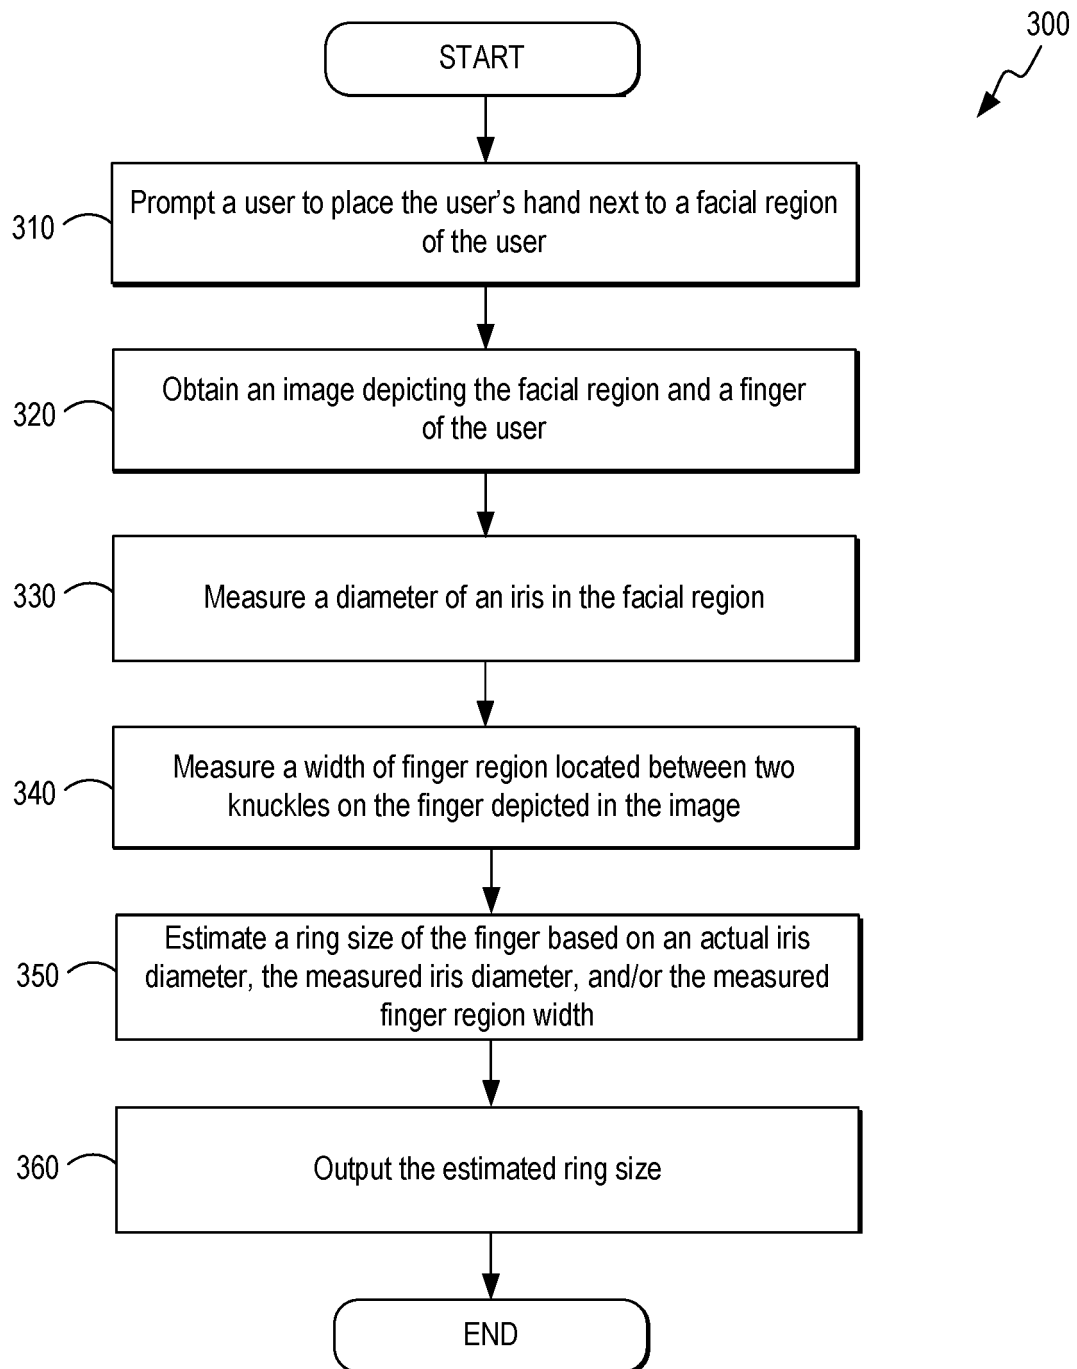 300
START
310
Prompt a user to place the user's hand next to a facial region
of the user
320
Obtain an image depicting the facial region and a finger
of the user
330
Measure a diameter of an iris in the facial region
340
Measure a width of finger region located between two
knuckles on the finger depicted in the image
350
Estimate a ring size of the finger based on an actual iris
diameter, the measured iris diameter, and/or the measured
finger region width
360
Output the estimated ring size
END